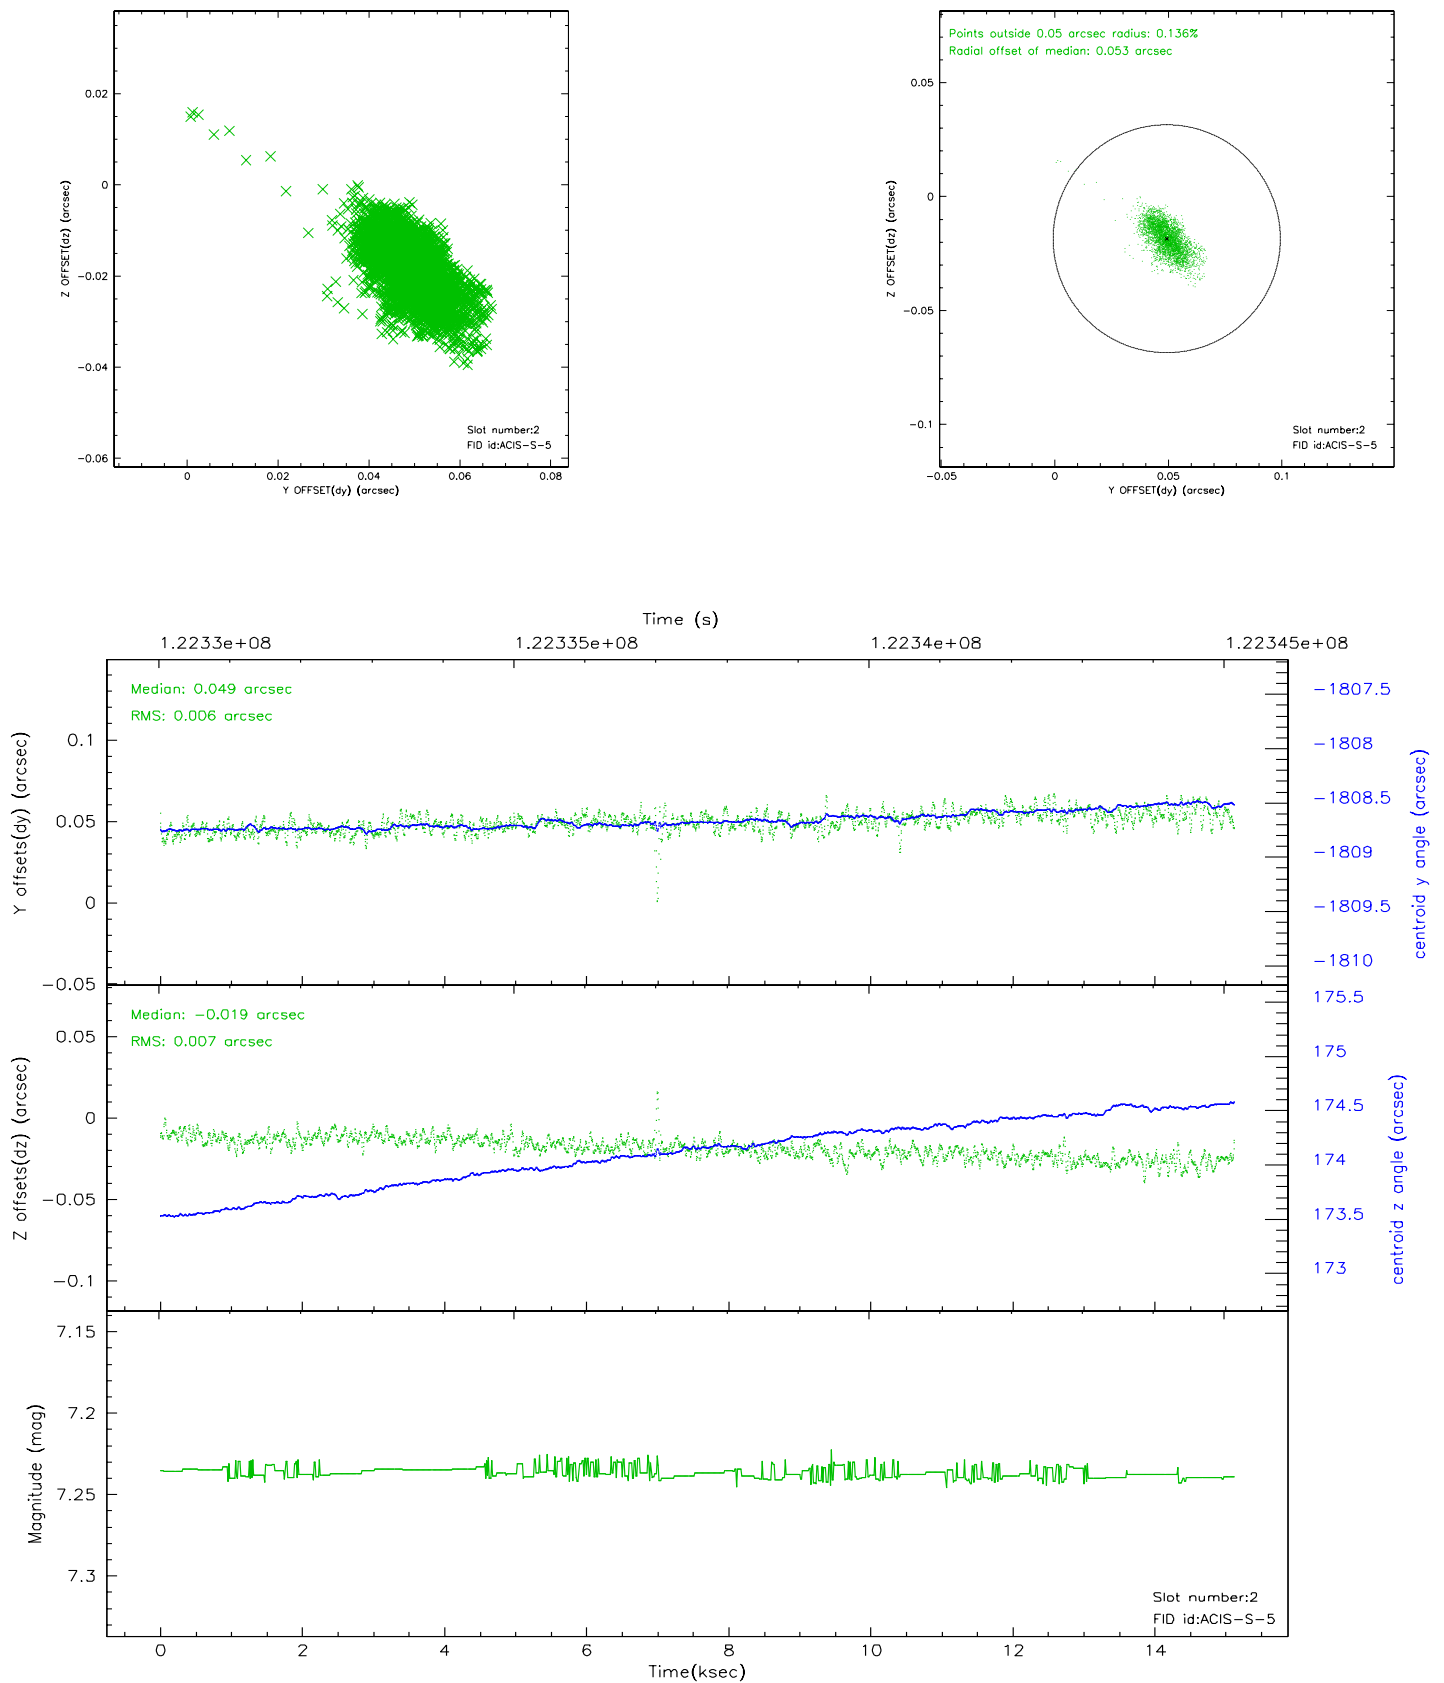 0.02
0
−0.02
−0.04
−0.06
Z OFFSET(dz) (arcsec)
Slot number:2
FID id:ACIS−S−5
0
0.02
0.04
0.06
0.08
Y OFFSET(dy) (arcsec)
Points outside 0.05 arcsec radius: 0.136%
Radial offset of median: 0.053 arcsec
0.05
0
−0.05
−0.1
Z OFFSET(dz) (arcsec)
Slot number:2
FID id:ACIS−S−5
−0.05
0
0.05
0.1
Y OFFSET(dy) (arcsec)
Time (s)
1.2233e+08
1.22335e+08
1.2234e+08
1.22345e+08
Median: 0.049 arcsec
RMS: 0.006 arcsec
0.1
0.05
0
−0.05
Y offsets(dy) (arcsec)
−1807.5
−1808
−1808.5
−1809
−1809.5
−1810
centroid y angle (arcsec)
Median: −0.019 arcsec
RMS: 0.007 arcsec
0.05
0
−0.05
−0.1
Z offsets(dz) (arcsec)
175.5
175
174.5
174
173.5
173
centroid z angle (arcsec)
7.15
7.2
7.25
7.3
Magnitude (mag)
Slot number:2
FID id:ACIS−S−5
0
2
4
6
8
10
12
14
Time(ksec)